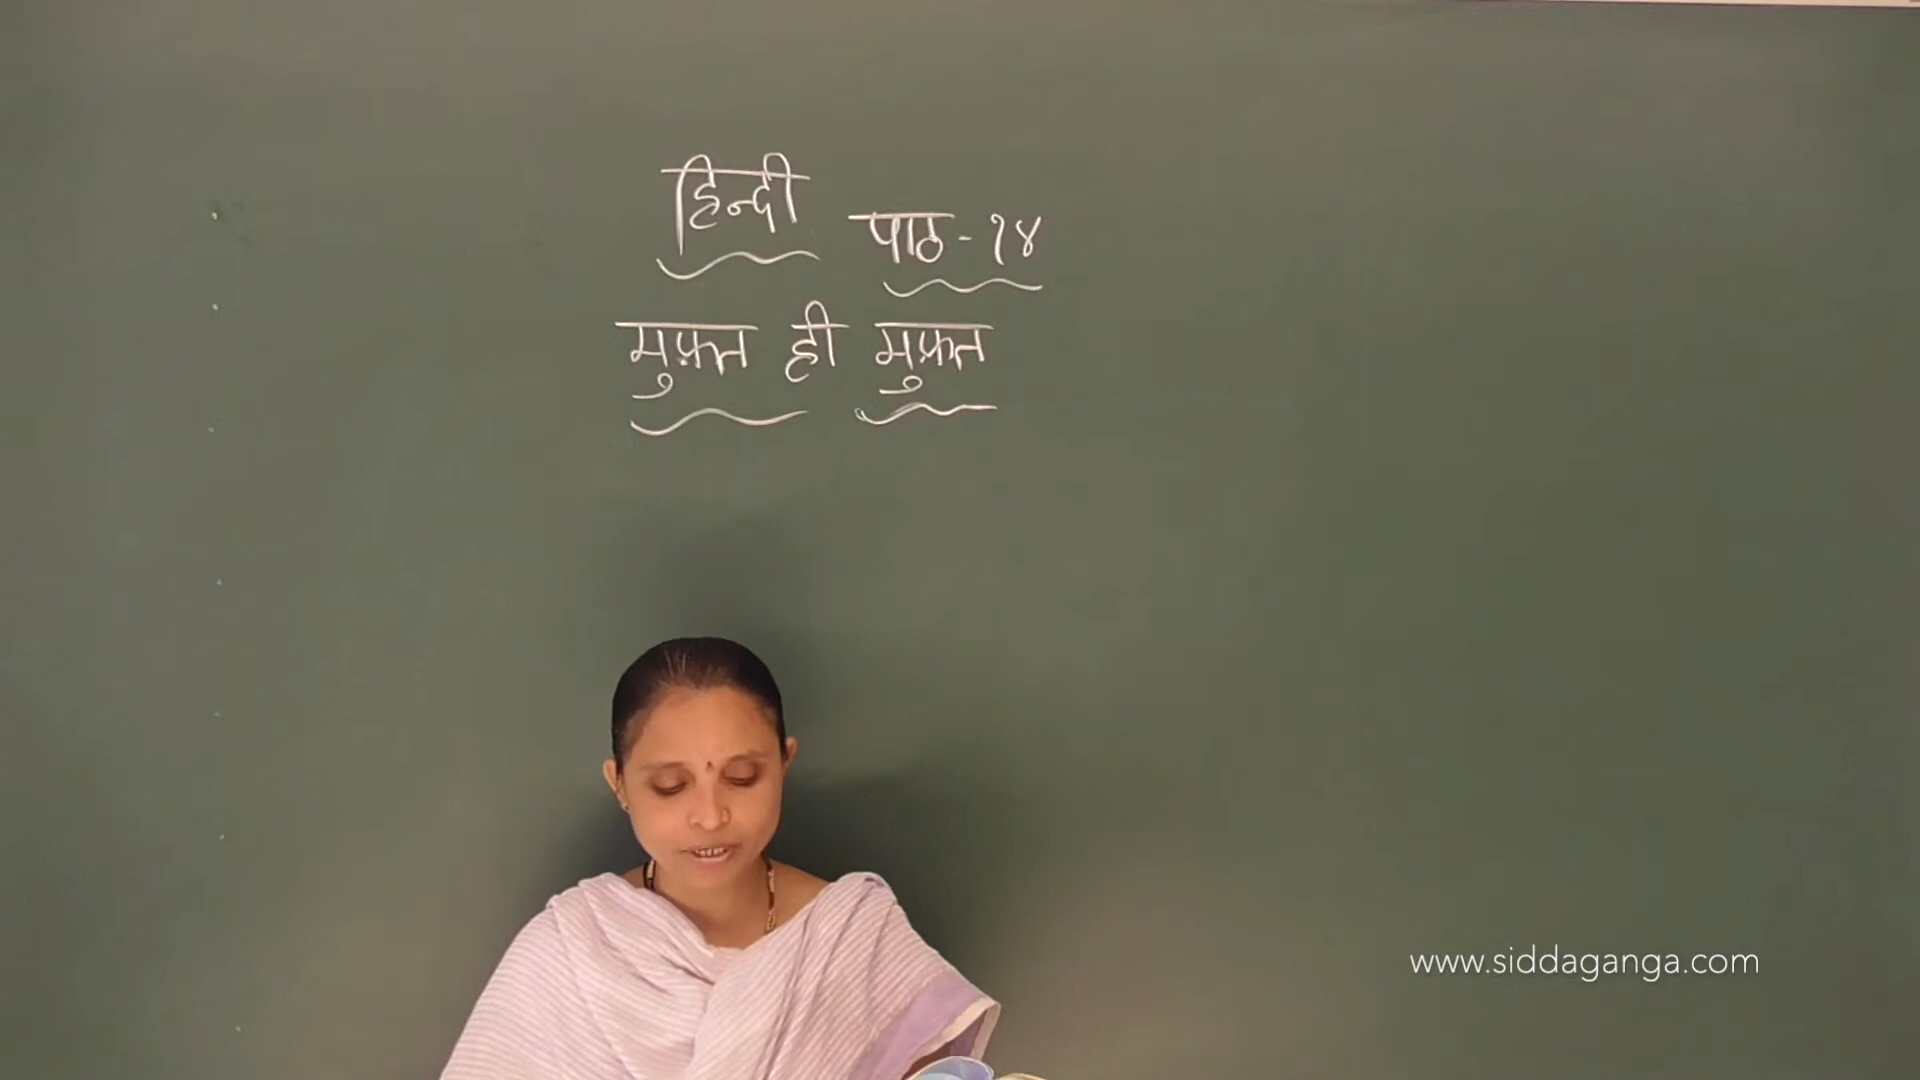 हिन्दी
पाठ - १४
मुफ़्त ही मुफ़्त
www.siddaganga.com